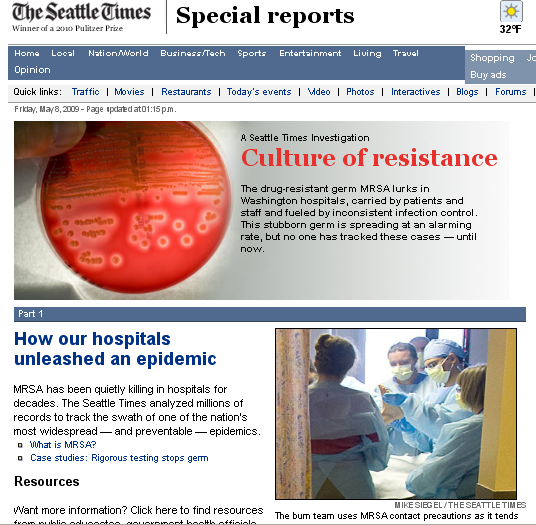 The Seattle Times
Winner of a 2010 Pulitzer Prize
Special reports
32°F
Home Local Nation/World Business/Tech Sports Entertainment Living Travel
Opinion
Shopping Jo
Buy ads
Quick links: Traffic | Movies | Restaurants | Today's events | Video | Photos | Interactives | Blogs | Forums
Friday, May 8, 2009 - Page updated at 01:15 p.m.
A Seattle Times Investigation
Culture of resistance
The drug-resistant germ MRSA lurks in
Washington hospitals, carried by patients and
staff and fueled by inconsistent infection control.
This stubborn germ is spreading at an alarming
rate, but no one has tracked these cases — until
now.
Part 1
How our hospitals
unleashed an epidemic
MRSA has been quietly killing in hospitals for
decades. The Seattle Times analyzed millions of
records to track the swath of one of the nation's
most widespread — and preventable — epidemics.
What is MRSA?
Case studies: Rigorous testing stops germ
Resources
Want more information? Click here to find resources
from public advocates, government health officials
MIKE SIEGEL / THE SEATTLE TIMES
The burn team uses MRSA contact precautions as it tends